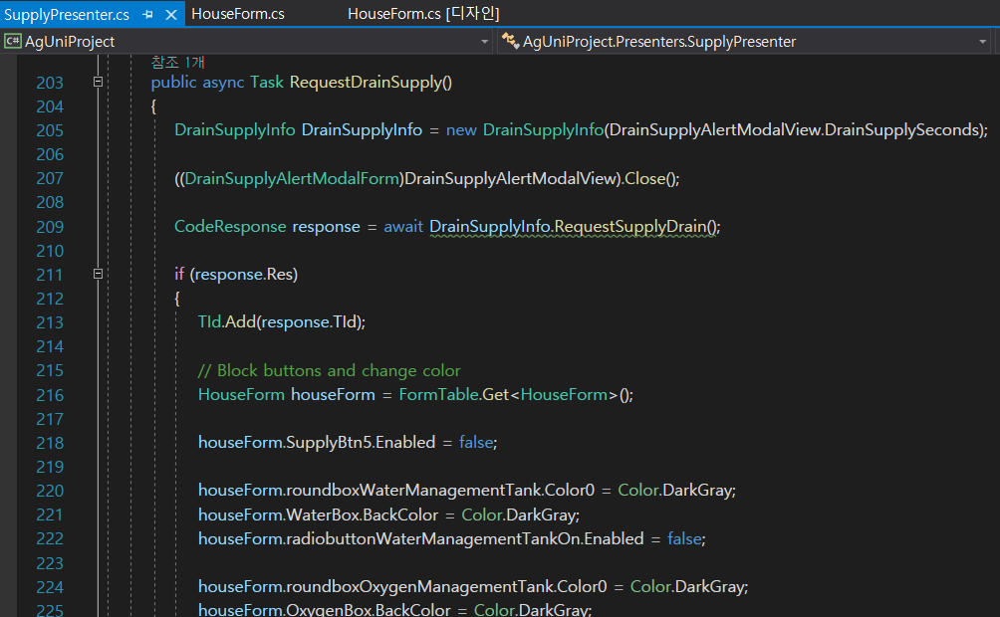 SupplyPresenter.cs
HouseForm.cs
HouseForm.cs [디자인]
C# AgUniProject
AgUniProject.Presenters.SupplyPresenter
참조 1개
203 public async Task RequestDrainSupply()
204 {
205 DrainSupplyInfo DrainSupplyInfo = new DrainSupplyInfo(DrainSupplyAlertModalView.DrainSupplySeconds);
206
207 ((DrainSupplyAlertModalForm)DrainSupplyAlertModalView).Close();
208
209 CodeResponse response = await DrainSupplyInfo.RequestSupplyDrain();
210
211 if (response.Res)
212 {
213 TId.Add(response.TId);
214
215 // Block buttons and change color
216 HouseForm houseForm = FormTable.Get<HouseForm>();
217
218 houseForm.SupplyBtn5.Enabled = false;
219
220 houseForm.roundboxWaterManagementTank.Color0 = Color.DarkGray;
221 houseForm.WaterBox.BackColor = Color.DarkGray;
222 houseForm.radiobuttonWaterManagementTankOn.Enabled = false;
223
224 houseForm.roundboxOxygenManagementTank.Color0 = Color.DarkGray;
225 houseForm.OxygenBox.BackColor = Color.DarkGray;